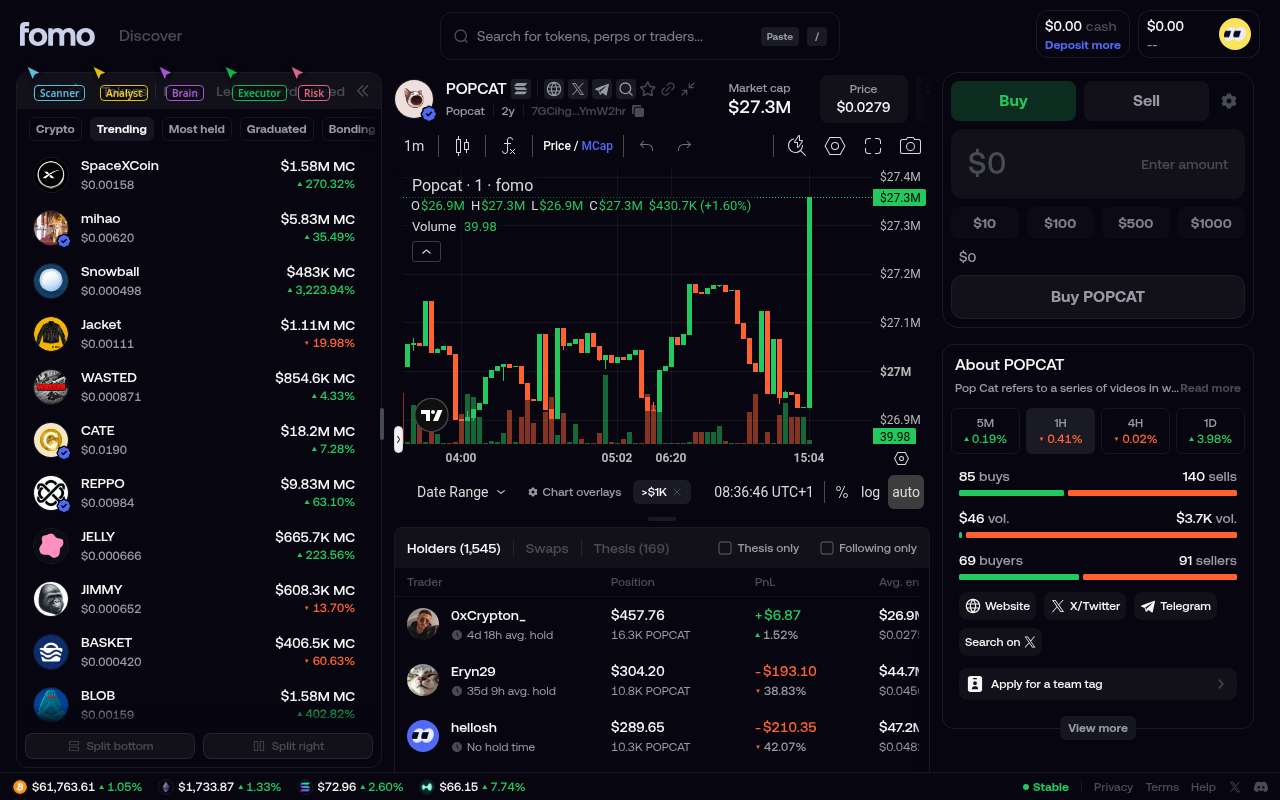 fomo
Discover
Search for tokens, perps or traders...
Paste
/
$0.00 cash
Deposit more
$0.00
--
Scanner
Analyst
Brain
Executor
Risk
Crypto
Trending
Most held
Graduated
Bonding
SpaceXCoin $1.58M MC
$0.00158 270.32%
mihao $5.83M MC
$0.00620 35.49%
Snowball $483K MC
$0.000498 3,223.94%
Jacket $1.11M MC
$0.00111 19.98%
WASTED $854.6K MC
$0.000871 4.33%
CATE $18.2M MC
$0.0190 7.28%
REPPO $9.83M MC
$0.00984 63.10%
JELLY $665.7K MC
$0.000666 223.56%
JIMMY $608.3K MC
$0.000652 13.70%
BASKET $406.5K MC
$0.000420 60.63%
BLOB $1.58M MC
$0.00159 402.82%
Split bottom
Split right
POPCAT
Popcat 2y 7GCihg...YmW2hr
Market cap
$27.3M
Price
$0.0279
1m
Price / MCap
Popcat · 1 · fomo
O$26.9M H$27.3M L$26.9M C$27.3M $430.7K (+1.60%)
Volume 39.98
$27.4M
$27.3M
$27.3M
$27.2M
$27.1M
$27M
$26.9M
39.98
04:00 05:02 06:20 15:04
Date Range
Chart overlays
>$1K
08:36:46 UTC+1
%
log
auto
Holders (1,545)
Swaps
Thesis (169)
Thesis only
Following only
Trader Position PnL Avg. en
0xCrypton_ $457.76 +$6.87 $26.9M
4d 18h avg. hold 16.3K POPCAT 1.52% $0.0275
Eryn29 $304.20 -$193.10 $44.7M
35d 9h avg. hold 10.8K POPCAT 38.83% $0.045
hellosh $289.65 -$210.35 $47.2M
No hold time 10.3K POPCAT 42.07% $0.048
Buy
Sell
$0
Enter amount
$10 $100 $500 $1000
$0
Buy POPCAT
About POPCAT
Pop Cat refers to a series of videos in w... Read more
5M 1H 4H 1D
0.19% 0.41% 0.02% 3.98%
85 buys 140 sells
$46 vol. $3.7K vol.
69 buyers 91 sellers
Website
X/Twitter
Telegram
Search on X
Apply for a team tag
View more
$61,763.61 1.05%
$1,733.87 1.33%
$72.96 2.60%
$66.15 7.74%
Stable
Privacy
Terms
Help